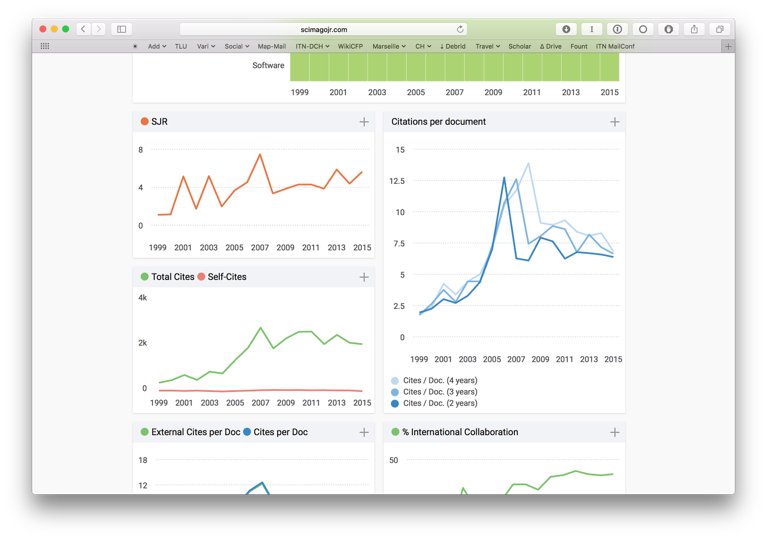 scimagojr.com
Add TLU Vari Social Map-Mail ITN-DCH WikiCFP Marseille CH ↓ Debrid Travel Scholar Δ Drive Fount ITN MailConf
Software
1999 2001 2003 2005 2007 2009 2011 2013 2015
SJR
8
4
0
1999 2001 2003 2005 2007 2009 2011 2013 2015
Citations per document
15
12.5
10
7.5
5
2.5
0
1999 2001 2003 2005 2007 2009 2011 2013 2015
Cites / Doc. (4 years)
Cites / Doc. (3 years)
Cites / Doc. (2 years)
Total Cites Self-Cites
4k
2k
0
1999 2001 2003 2005 2007 2009 2011 2013 2015
External Cites per Doc Cites per Doc
18
12
% International Collaboration
50